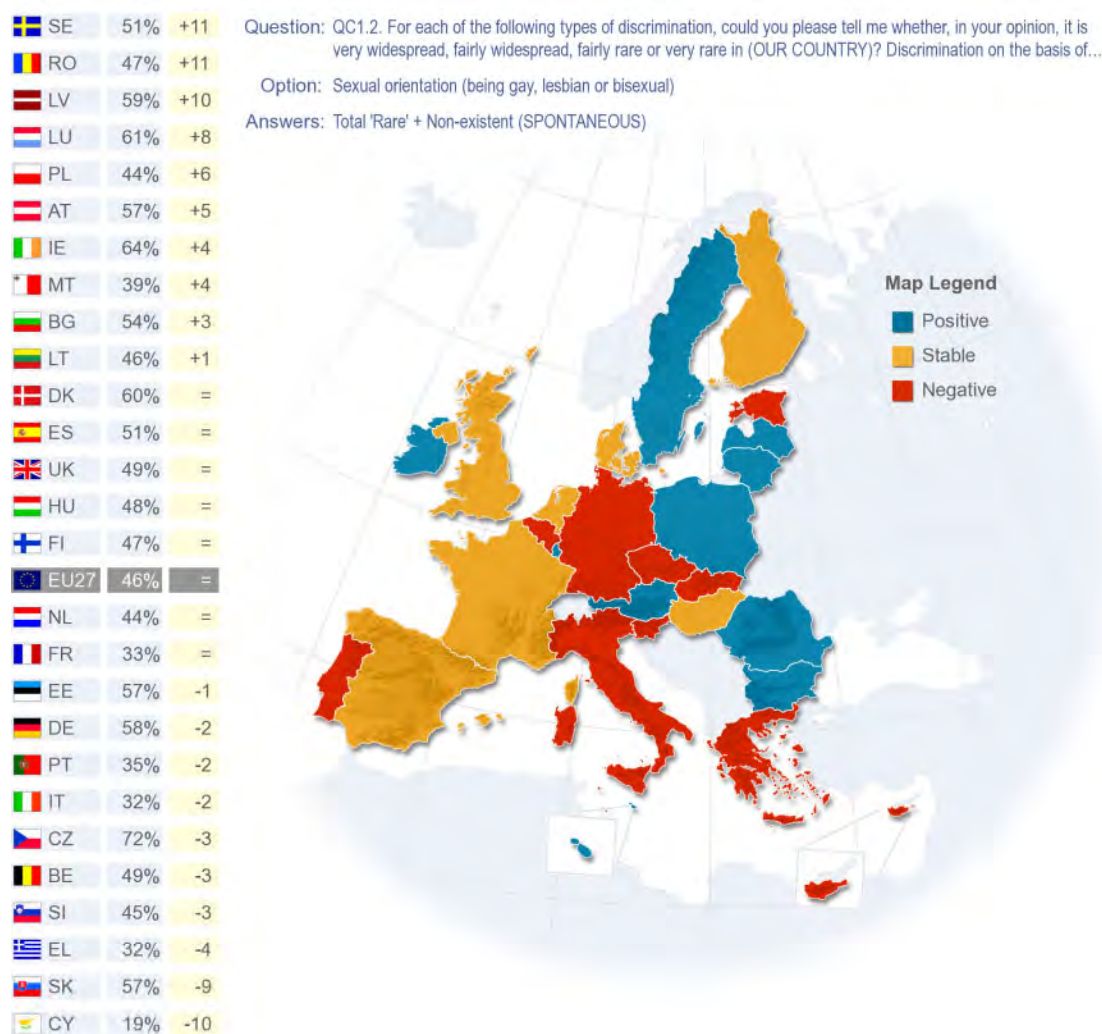 Question: QC1.2. For each of the following types of discrimination, could you please tell me whether, in your opinion, it is
very widespread, fairly widespread, fairly rare or very rare in (OUR COUNTRY)? Discrimination on the basis of...
Option: Sexual orientation (being gay, lesbian or bisexual)
Answers: Total 'Rare' + Non-existent (SPONTANEOUS)
SE 51% +11
RO 47% +11
LV 59% +10
LU 61% +8
PL 44% +6
AT 57% +5
IE 64% +4
MT 39% +4
BG 54% +3
LT 46% +1
DK 60% =
ES 51% =
UK 49% =
HU 48% =
FI 47% =
EU27 46% =
NL 44% =
FR 33% =
EE 57% -1
DE 58% -2
PT 35% -2
IT 32% -2
CZ 72% -3
BE 49% -3
SI 45% -3
EL 32% -4
SK 57% -9
CY 19% -10
Map Legend
Positive
Stable
Negative